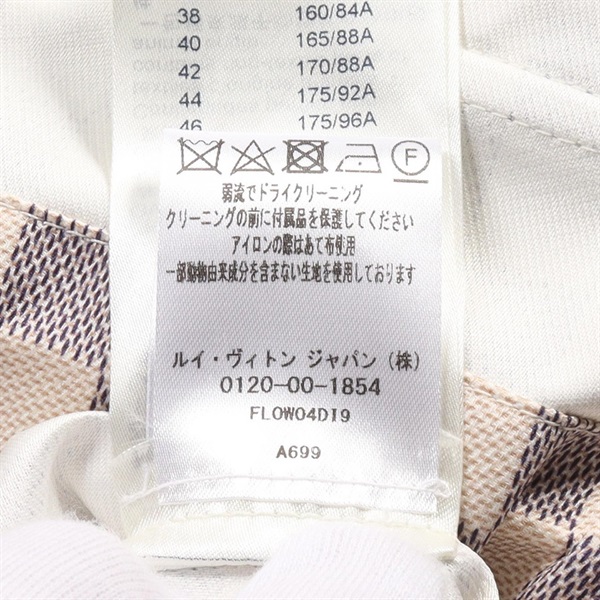 38 160/84A
40 165/88A
42 170/88A
44 175/92A
46 175/96A
F
弱流でドライクリーニング
クリーニングの前に付属品を保護してください
アイロンの際はあて布使用
一部動物由来成分を含まない生地を使用しております
ルイ・ヴィトン ジャパン (株)
0120-00-1854
FLOW04DI9
A699